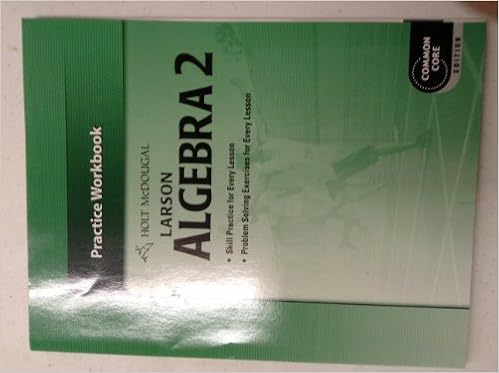 Practice Workbook
HOLT McDOUGAL
LARSON
ALGEBRA 2
• Skill Practice for Every Lesson
• Problem Solving Exercises for Every Lesson
COMMON
CORE
EDITION